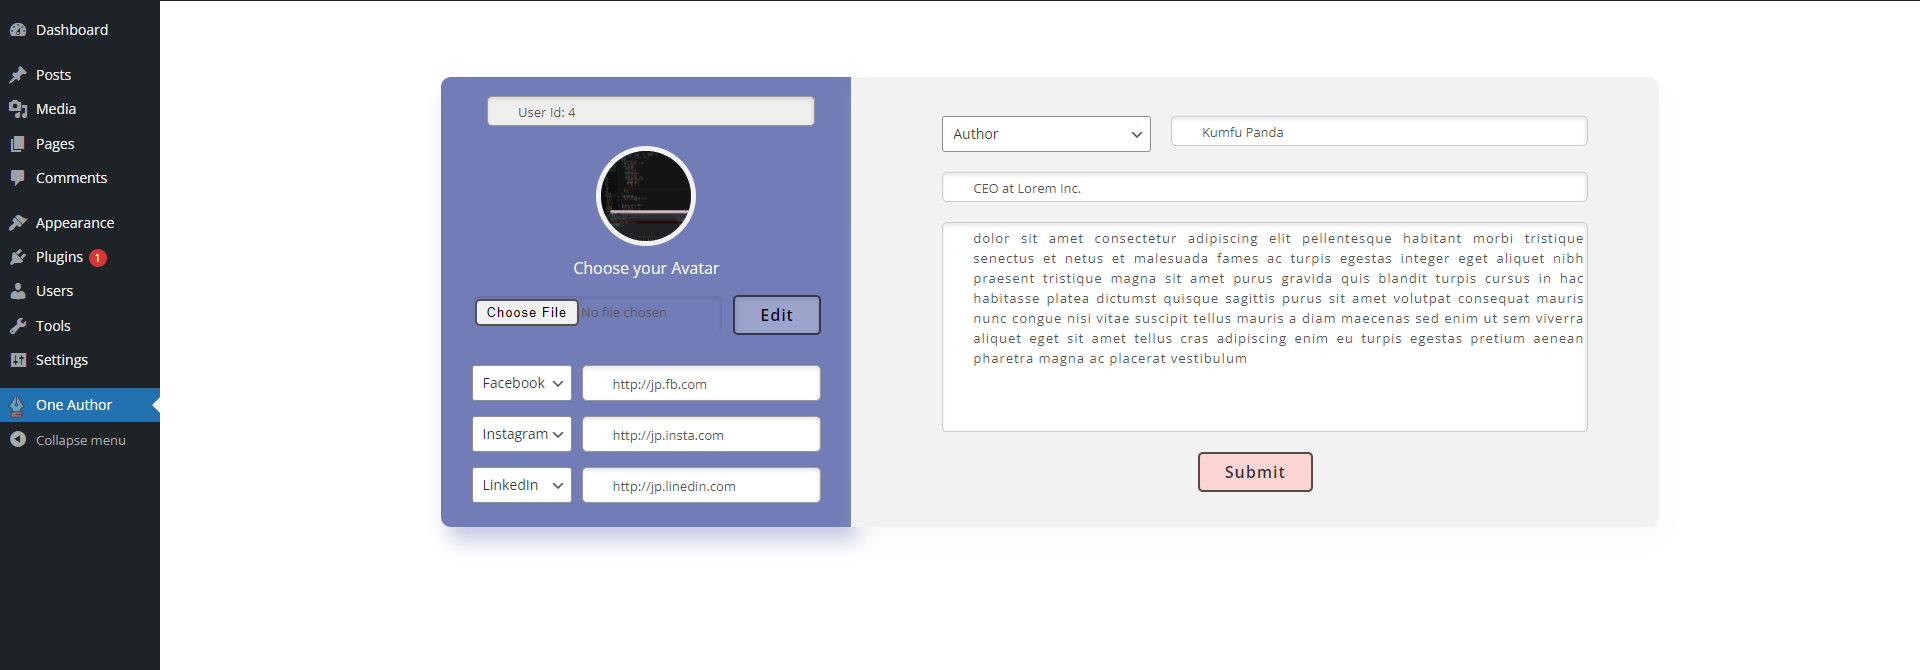 Dashboard
Posts
Media
Pages
Comments
Appearance
Plugins 1
Users
Tools
Settings
One Author
Collapse menu
User Id: 4
Choose your Avatar
Choose File No file chosen
Edit
Facebook http://jp.fb.com
Instagram http://jp.insta.com
LinkedIn http://jp.linedin.com
Author Kumfu Panda
CEO at Lorem Inc.
dolor sit amet consectetur adipiscing elit pellentesque habitant morbi tristique
senectus et netus et malesuada fames ac turpis egestas integer eget aliquet nibh
praesent tristique magna sit amet purus gravida quis blandit turpis cursus in hac
habitasse platea dictumst quisque sagittis purus sit amet volutpat consequat mauris
nunc congue nisi vitae suscipit tellus mauris a diam maecenas sed enim ut sem viverra
aliquet eget sit amet tellus cras adipiscing enim eu turpis egestas pretium aenean
pharetra magna ac placerat vestibulum
Submit